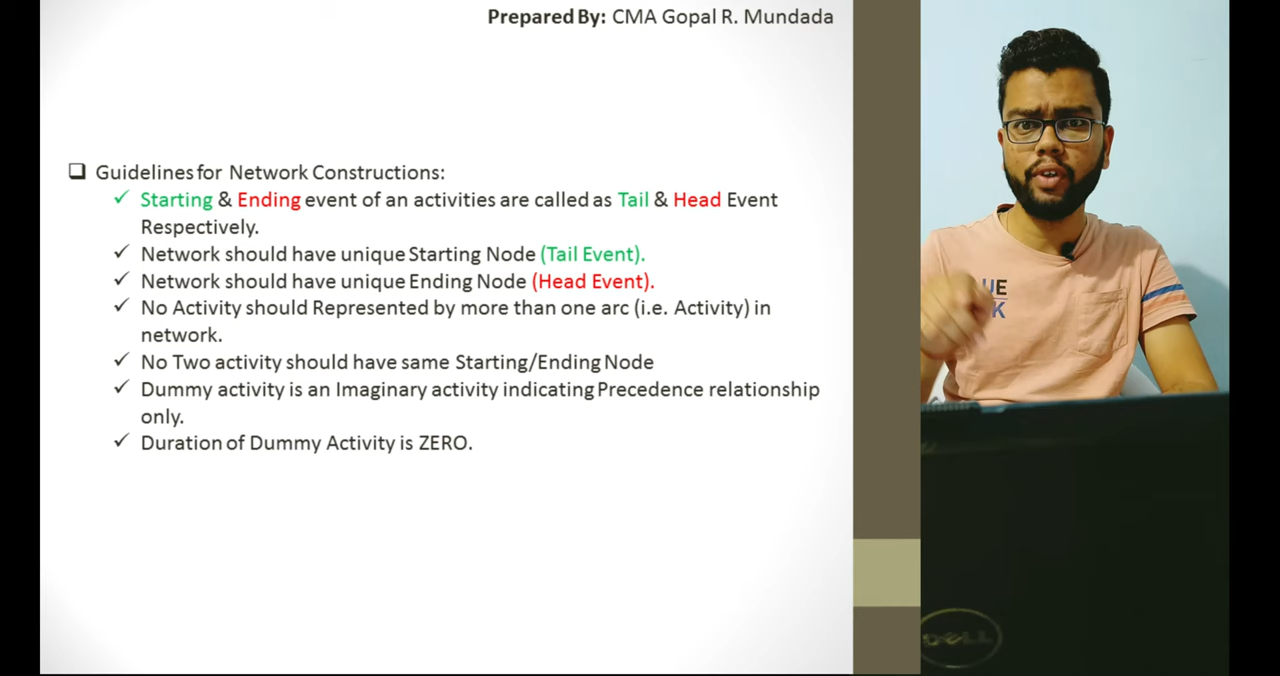 Prepared By: CMA Gopal R. Mundada
❑ Guidelines for Network Constructions:
✓ Starting & Ending event of an activities are called as Tail & Head Event
Respectively.
✓ Network should have unique Starting Node (Tail Event).
✓ Network should have unique Ending Node (Head Event).
✓ No Activity should Represented by more than one arc (i.e. Activity) in
network.
✓ No Two activity should have same Starting/Ending Node
✓ Dummy activity is an Imaginary activity indicating Precedence relationship
only.
✓ Duration of Dummy Activity is ZERO.
UE
K
DELL